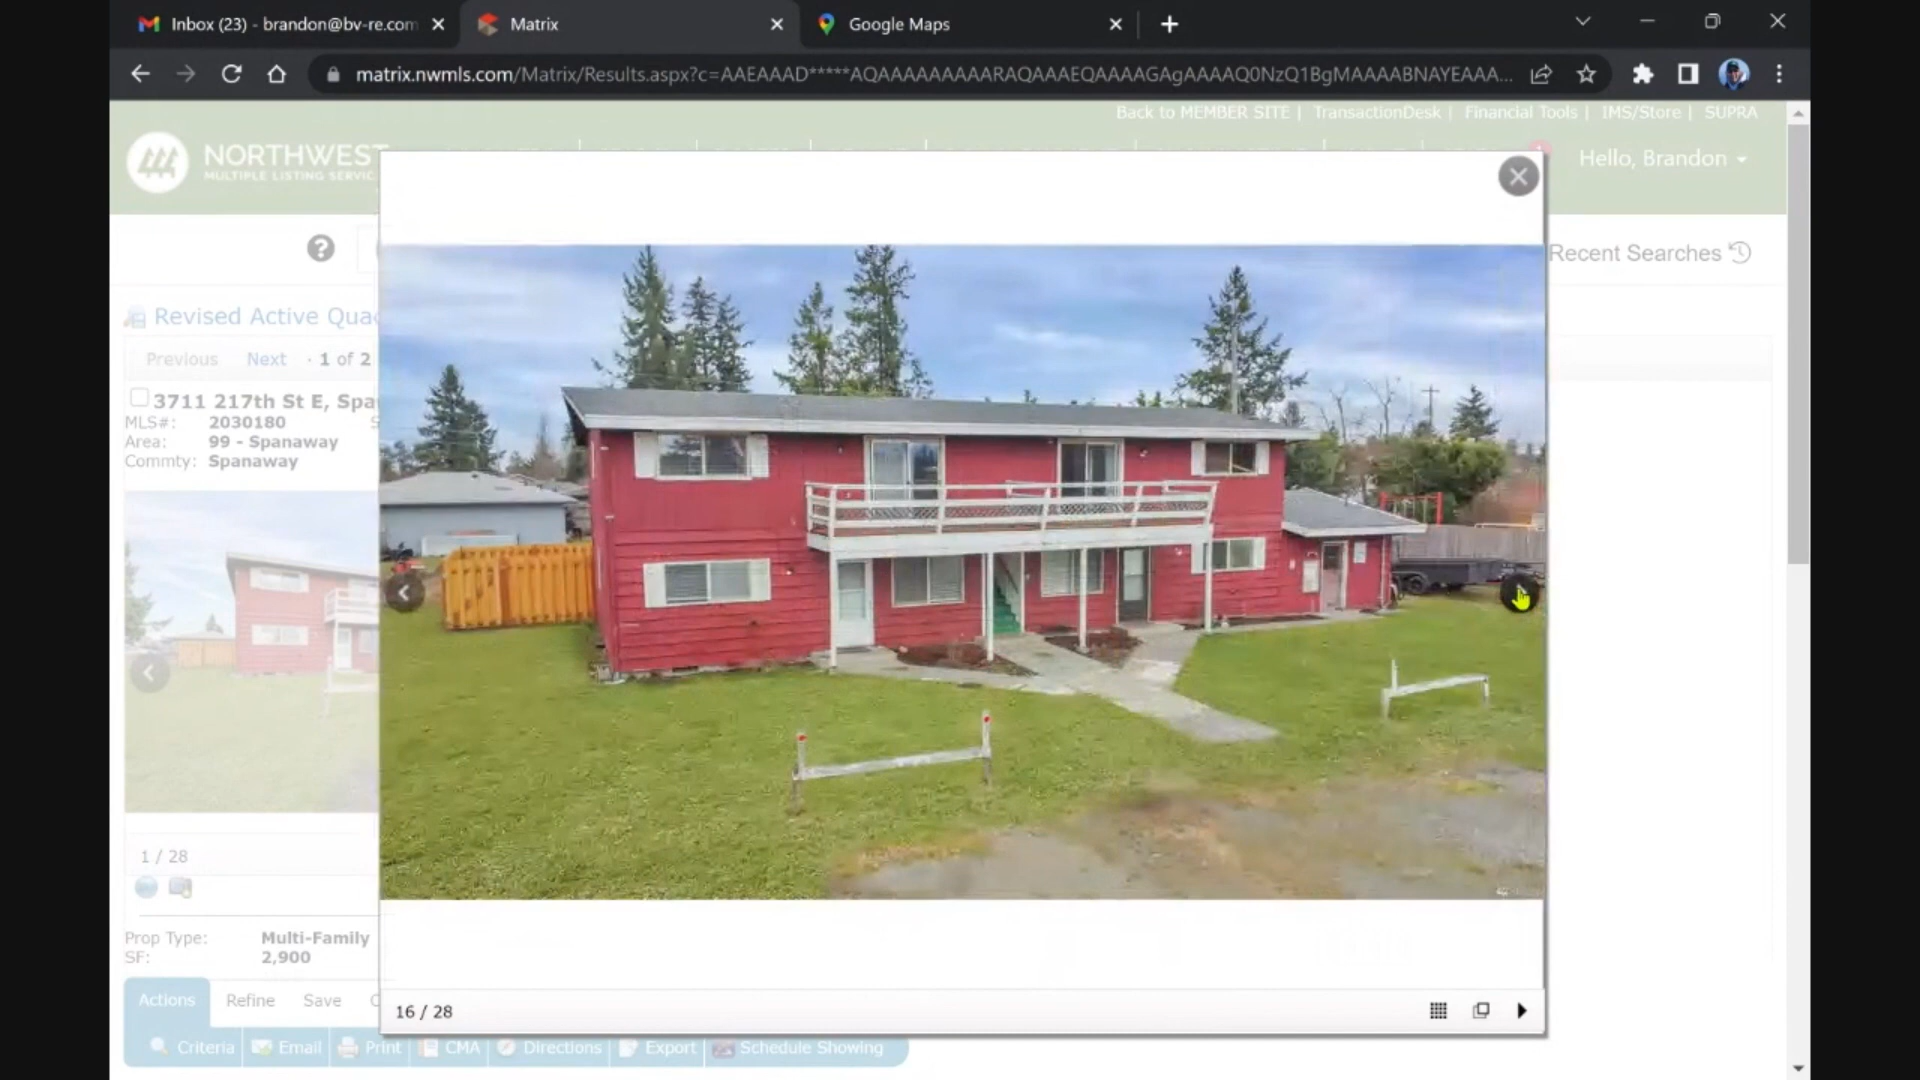 Inbox (23) - brandon@bv-re.com
Matrix
Google Maps
matrix.nwmls.com/Matrix/Results.aspx?c=AAEAAAD*****AQAAAAAAAAARAQAAAEQAAAAGAgAAAAQ0NzQ1BgMAAAABNAYEAAA...
Back to MEMBER SITE | TransactionDesk | Financial Tools | IMS/Store | SUPRA
NORTHWEST
MULTIPLE LISTING SERVIC
Hello, Brandon
Recent Searches
Revised Active Qua
Previous Next · 1 of 2
3711 217th St E, Spa
MLS#: 2030180 S
Area: 99 - Spanaway
Commty: Spanaway
1 / 28
Prop Type: Multi-Family
SF: 2,900
Actions Refine Save C
16 / 28
Criteria Email Print CMA Directions Export Schedule Showing